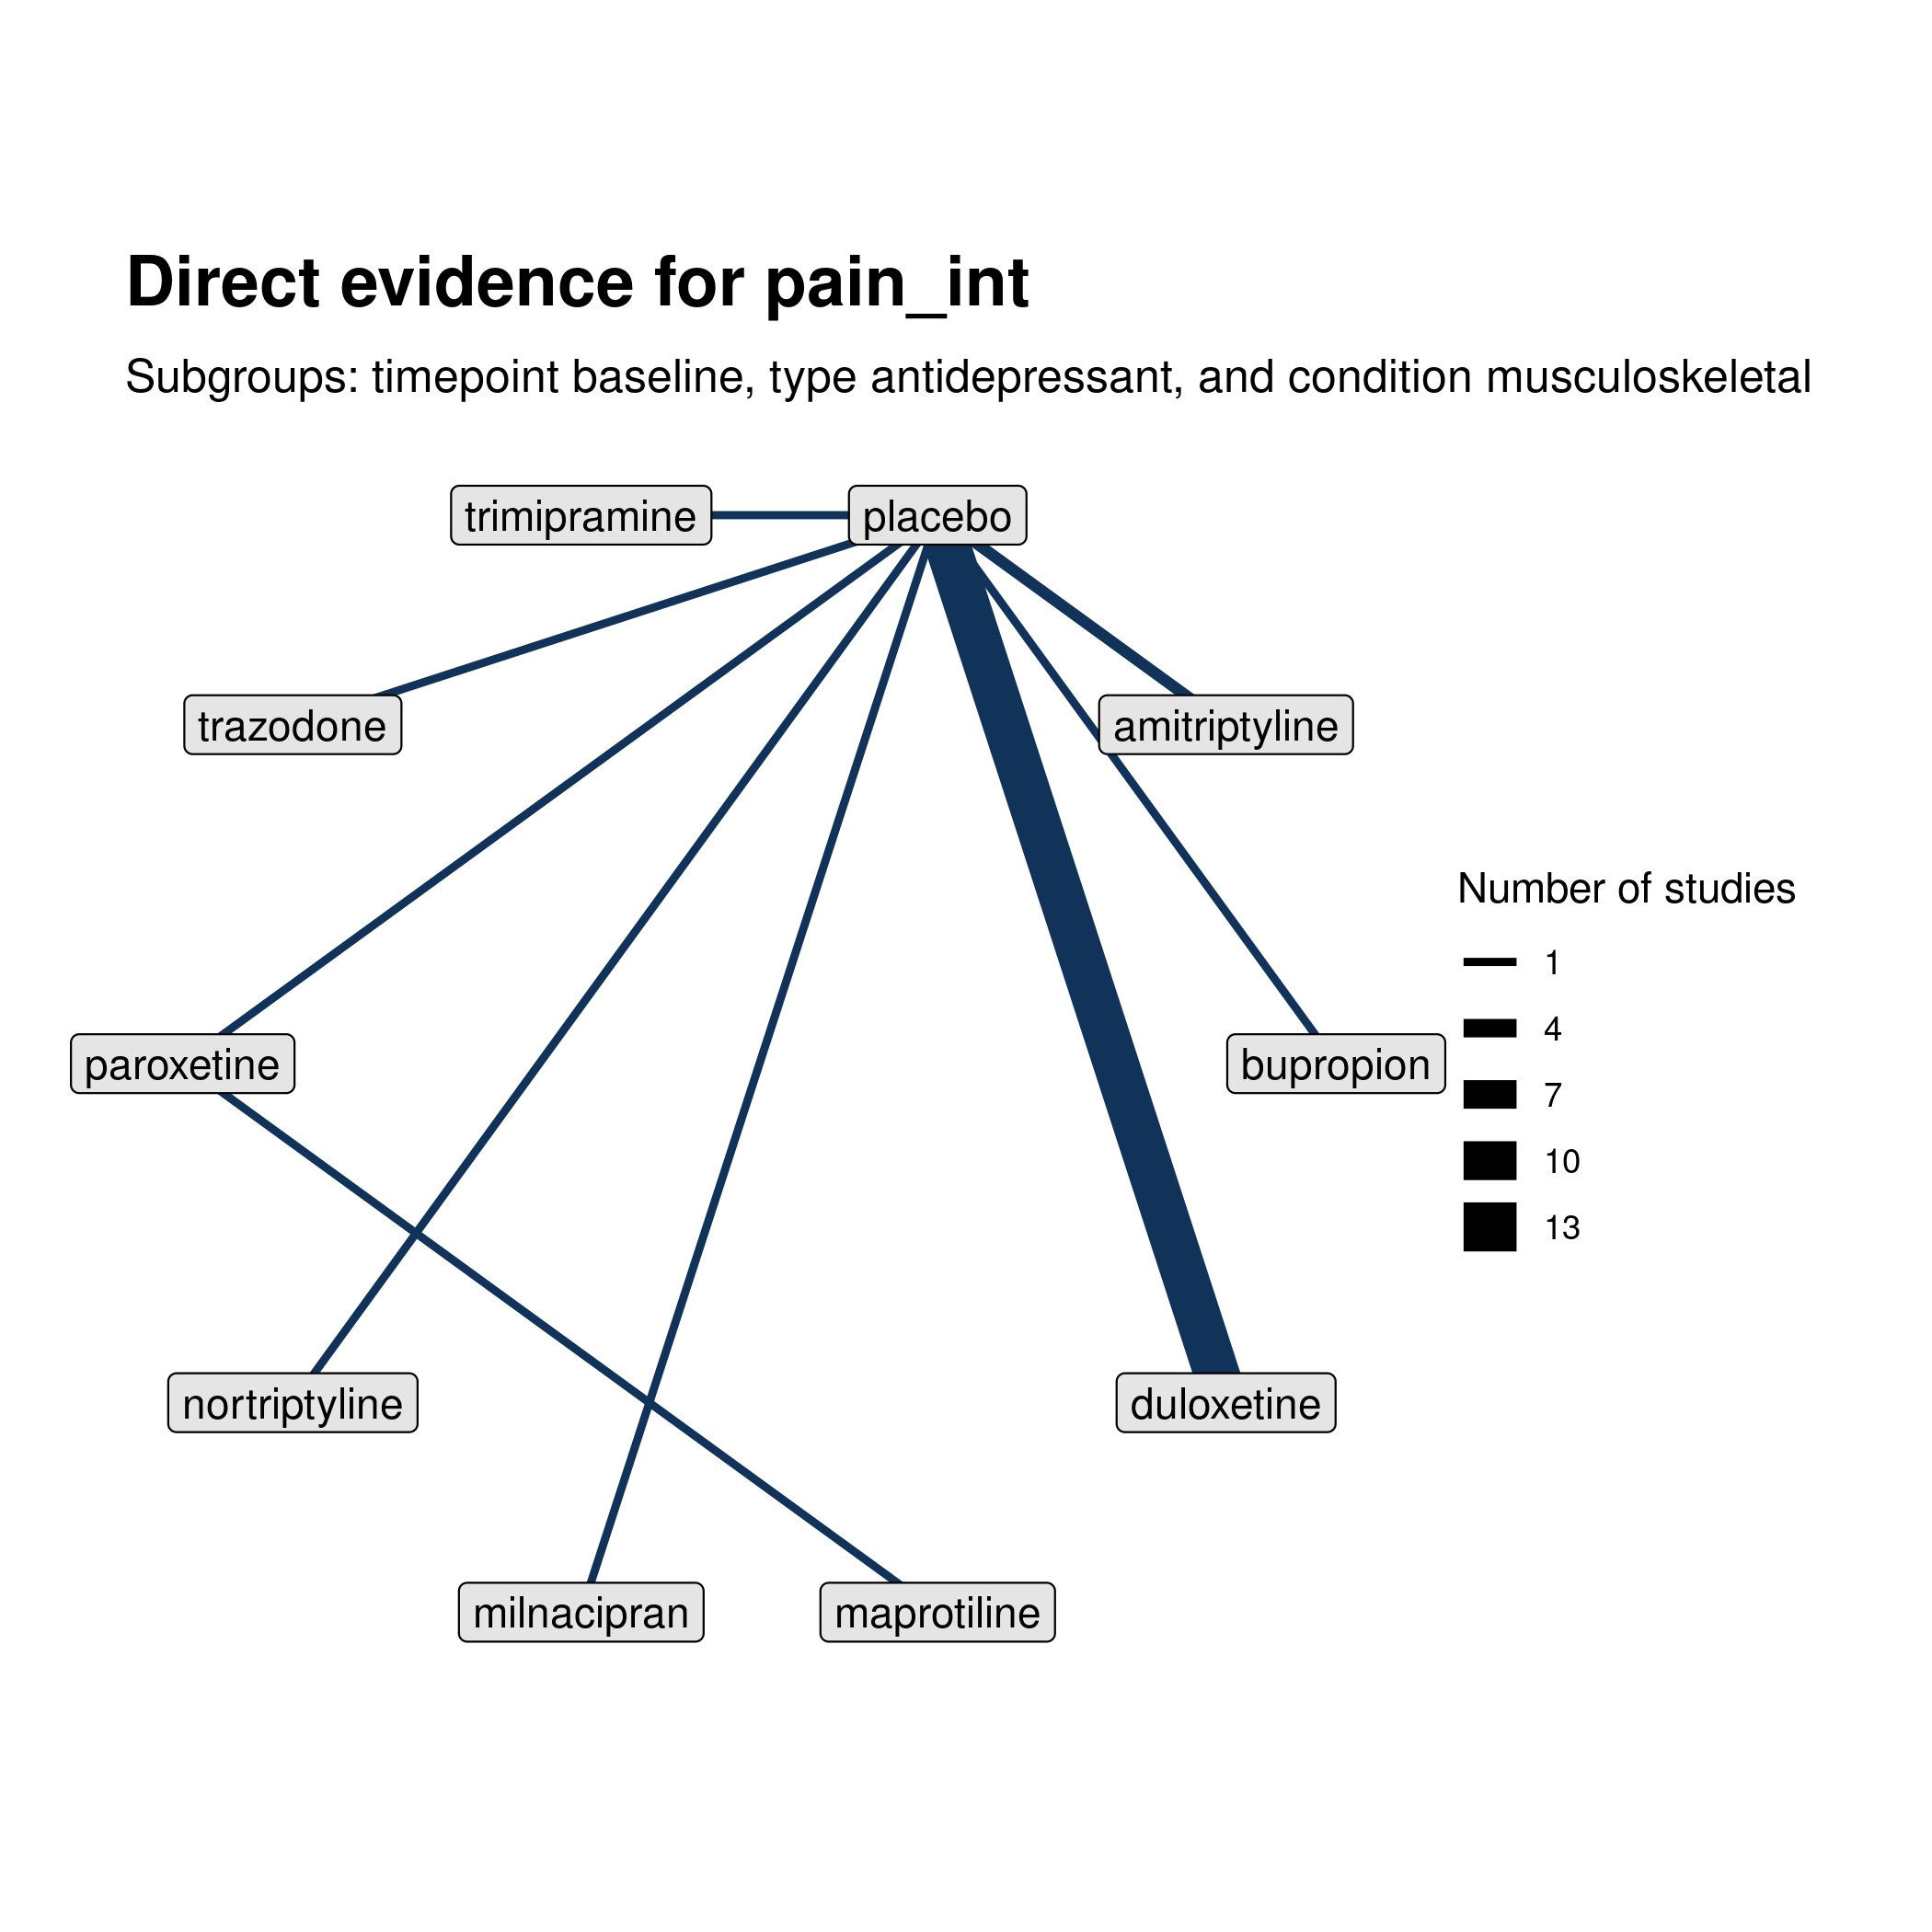 Direct evidence for pain_int
Subgroups: timepoint baseline, type antidepressant, and condition musculoskeletal
trimipramine
placebo
trazodone
amitriptyline
Number of studies
1
4
7
10
13
paroxetine
bupropion
nortriptyline
duloxetine
milnacipran
maprotiline